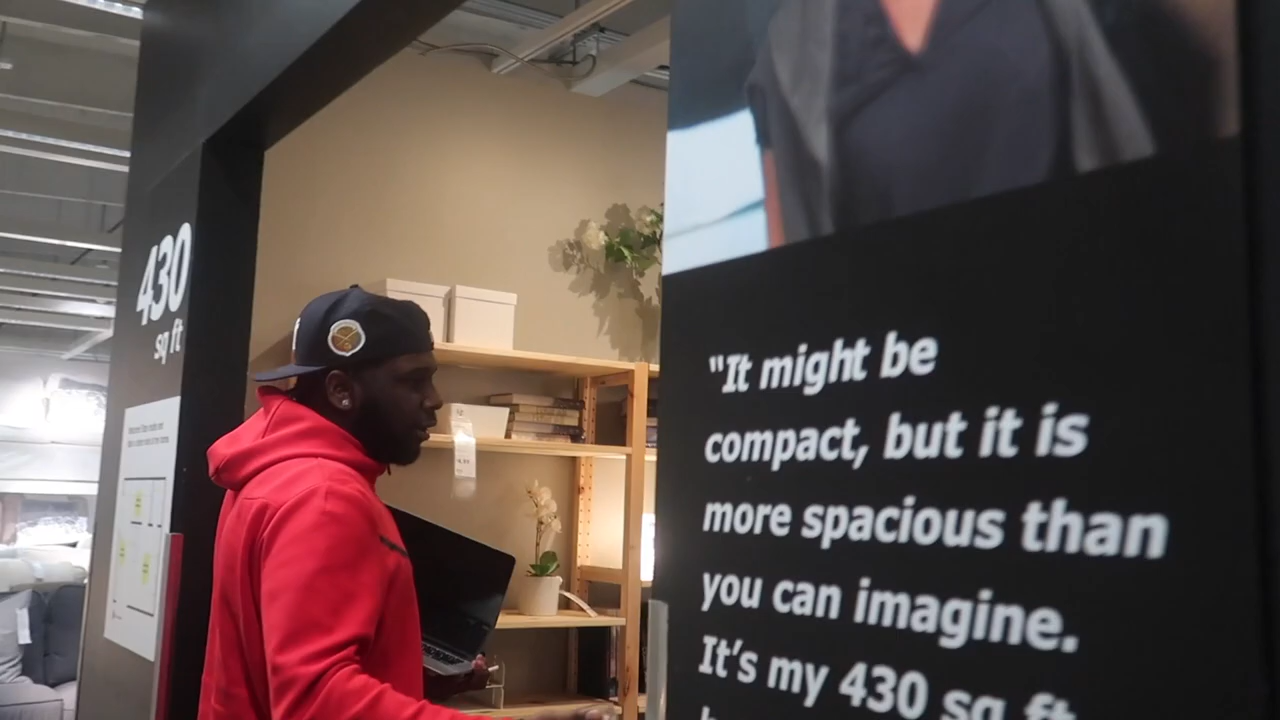 430
sq ft
"It might be
compact, but it is
more spacious than
you can imagine.
It's my 430 sq ft